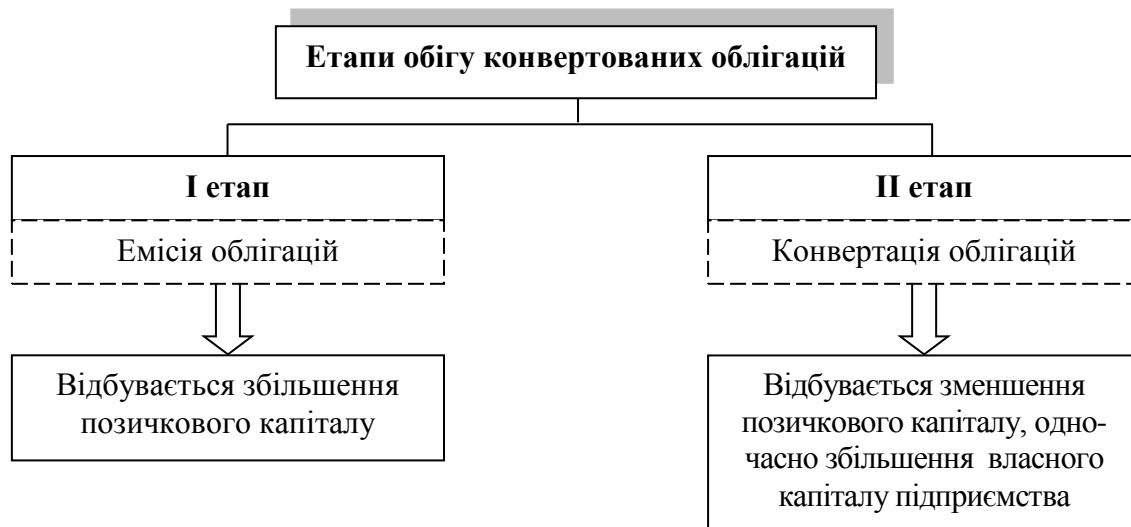 Етапи обігу конвертованих облігацій
І етап
Емісія облігацій
Відбувається збільшення
позичкового капіталу
ІІ етап
Конвертація облігацій
Відбувається зменшення
позичкового капіталу, одно-
часно збільшення власного
капіталу підприємства